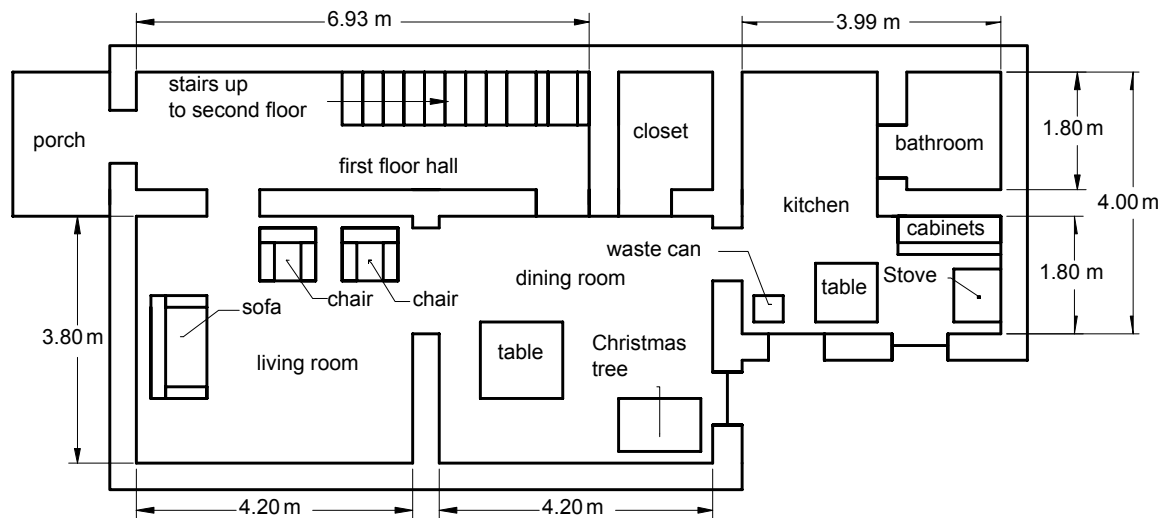 6.93 m
3.99 m
stairs up
to second floor
porch
closet
bathroom
1.80 m
first floor hall
kitchen
4.00 m
cabinets
waste can
dining room
table
Stove
1.80 m
chair
chair
sofa
3.80 m
living room
table
Christmas
tree
4.20 m
4.20 m